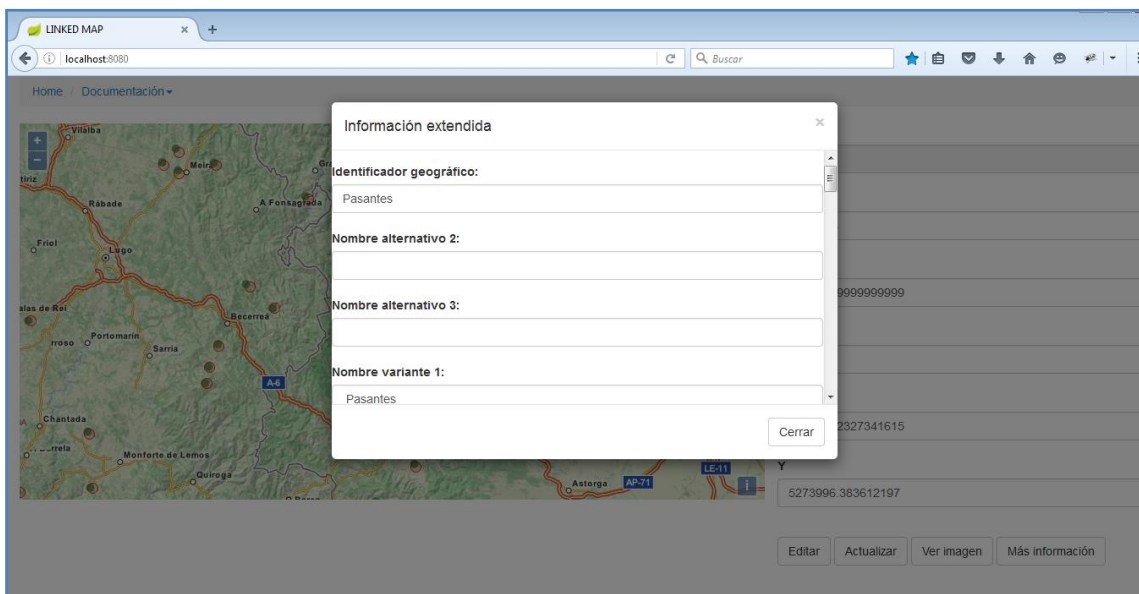 LINKED MAP
localhost:8080
Buscar
Home / Documentación
Información extendida
Identificador geográfico:
Pasantes
Nombre alternativo 2:
Nombre alternativo 3:
Nombre variante 1:
Pasantes
Cerrar
Vilalba
Meira
Rábade
A Fonsagrada
Friol
Lugo
Becerreá
Portomarín
Sarria
A-6
Chantada
Monforte de Lemos
Quiroga
Astorga
AP-71
LE-11
9999999999
2327341615
Y
5273996.383612197
Editar
Actualizar
Ver imagen
Más información